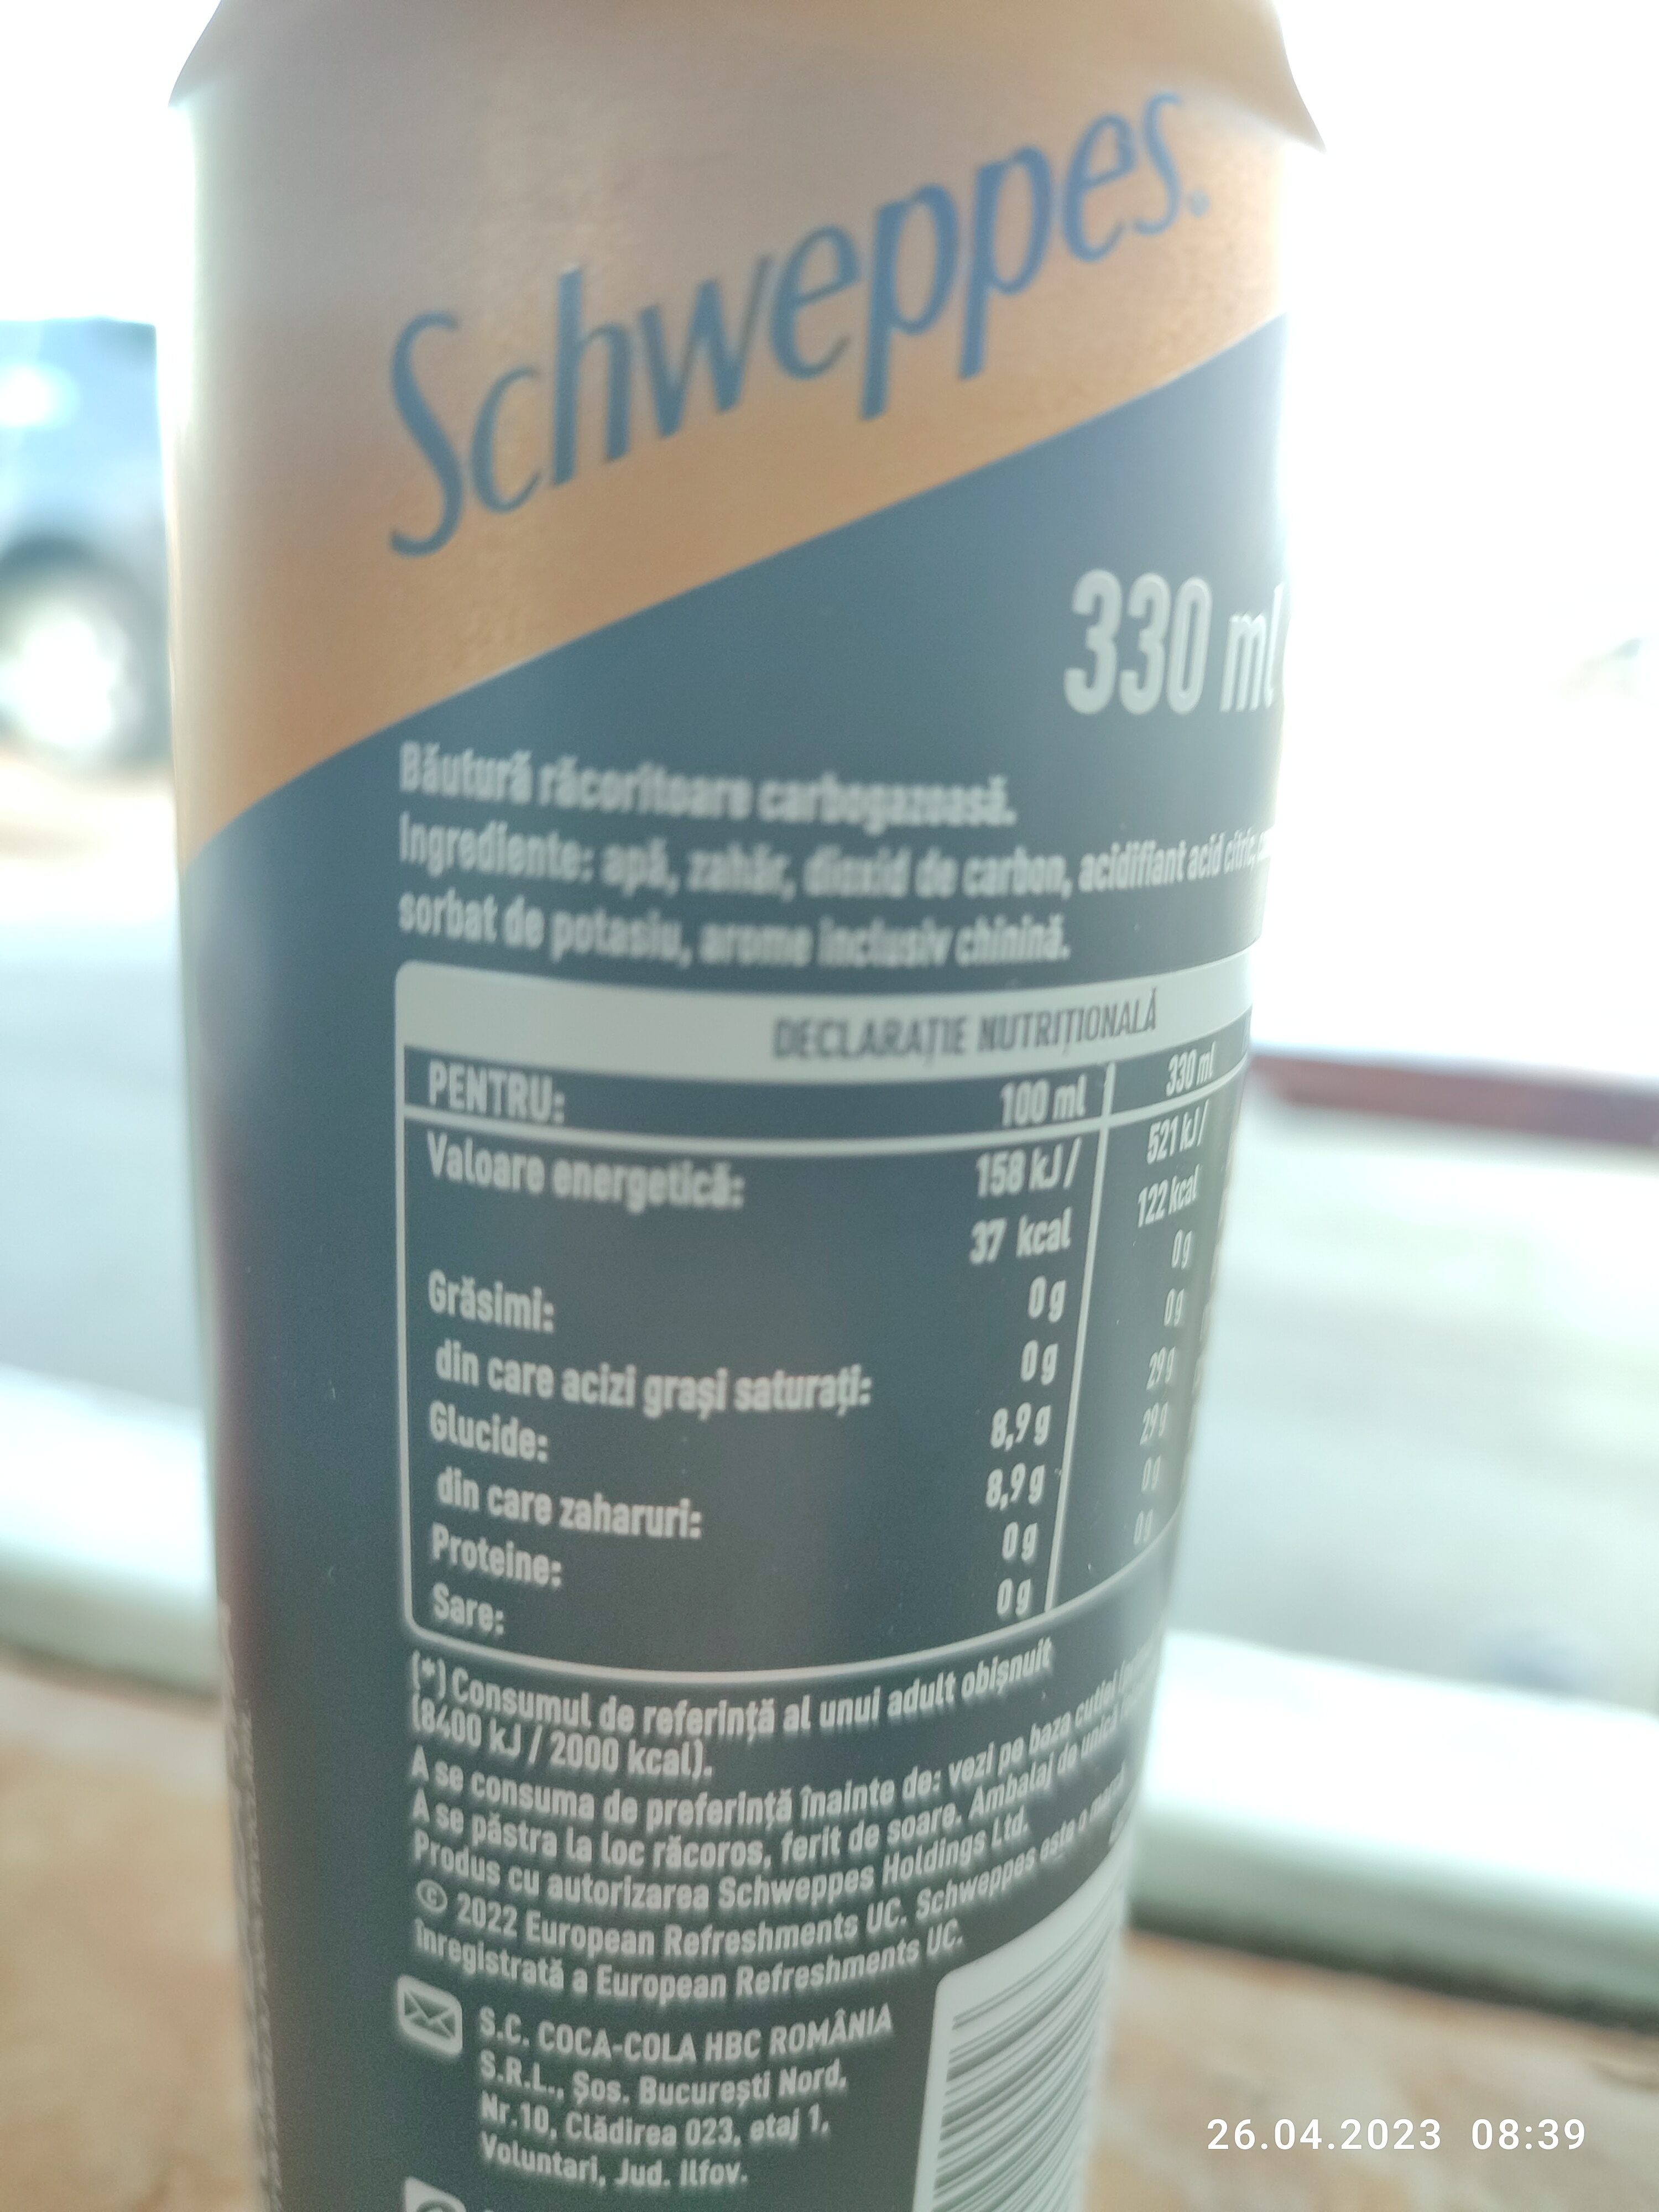 Schweppes
330 ml
Băutură răcoritoare carbogazoasă.
Ingrediente: apă, zahăr, dioxid de carbon, acidifiant acid citric,
sorbat de potasiu, arome inclusiv chinină.
DECLARAȚIE NUTRIȚIONALĂ
PENTRU: 100 ml 330 ml
Valoare energetică: 158 kJ/ 521 kJ/
37 kcal 122 kcal
Grăsimi: 0 g 0 g
din care acizi grași saturați: 0 g 0 g
Glucide: 8,9 g 29 g
din care zaharuri: 8,9 g 29 g
Proteine: 0 g 0 g
Sare: 0 g 0 g
(*) Consumul de referință al unui adult obișnuit
(8400 kJ / 2000 kcal).
A se consuma de preferință înainte de: vezi pe baza cutiei
A se păstra la loc răcoros, ferit de soare. Ambalaj de unică
Produs cu autorizarea Schweppes Holdings Ltd.
© 2022 European Refreshments UC. Schweppes este o marcă
înregistrată a European Refreshments UC.
S.C. COCA-COLA HBC ROMÂNIA
S.R.L., Șos. București Nord,
Nr.10, Clădirea 023, etaj 1,
Voluntari, Jud. Ilfov.
26.04.2023 08:39